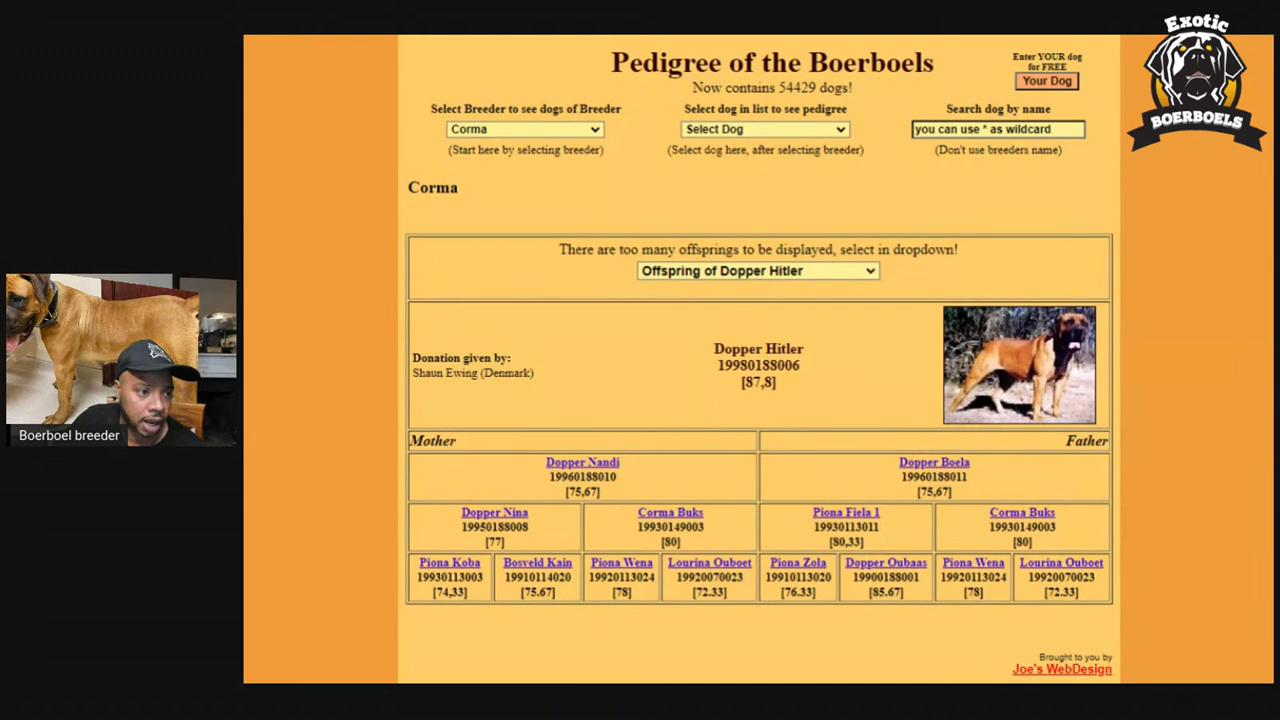 Exotic
BOERBOELS
Pedigree of the Boerboels
Now contains 54429 dogs!
Enter YOUR dog
for FREE
Your Dog
Select Breeder to see dogs of Breeder
Corma
(Start here by selecting breeder)
Select dog in list to see pedigree
Select Dog
(Select dog here, after selecting breeder)
Search dog by name
you can use * as wildcard
(Don't use breeders name)
Corma
There are too many offsprings to be displayed, select in dropdown!
Offspring of Dopper Hitler
Donation given by:
Shaun Ewing (Denmark)
Dopper Hitler
19980188006
[87,8]
Mother
Father
Dopper Nandi
19960188010
[75,67]
Dopper Boela
19960188011
[75,67]
Dopper Nina
19950188008
[77]
Corma Buks
19930149003
[80]
Piona Fiela 1
19930113011
[80,33]
Corma Buks
19930149003
[80]
Piona Koba
19930113003
[74,33]
Bosveld Kain
19910114020
[75.67]
Piona Wena
19920113024
[78]
Lourina Ouboet
19920070023
[72.33]
Piona Zola
19910113020
[76.33]
Dopper Oubaas
19900188001
[85.67]
Piona Wena
19920113024
[78]
Lourina Ouboet
19920070023
[72.33]
Boerboel breeder
Brought to you by
Joe's WebDesign